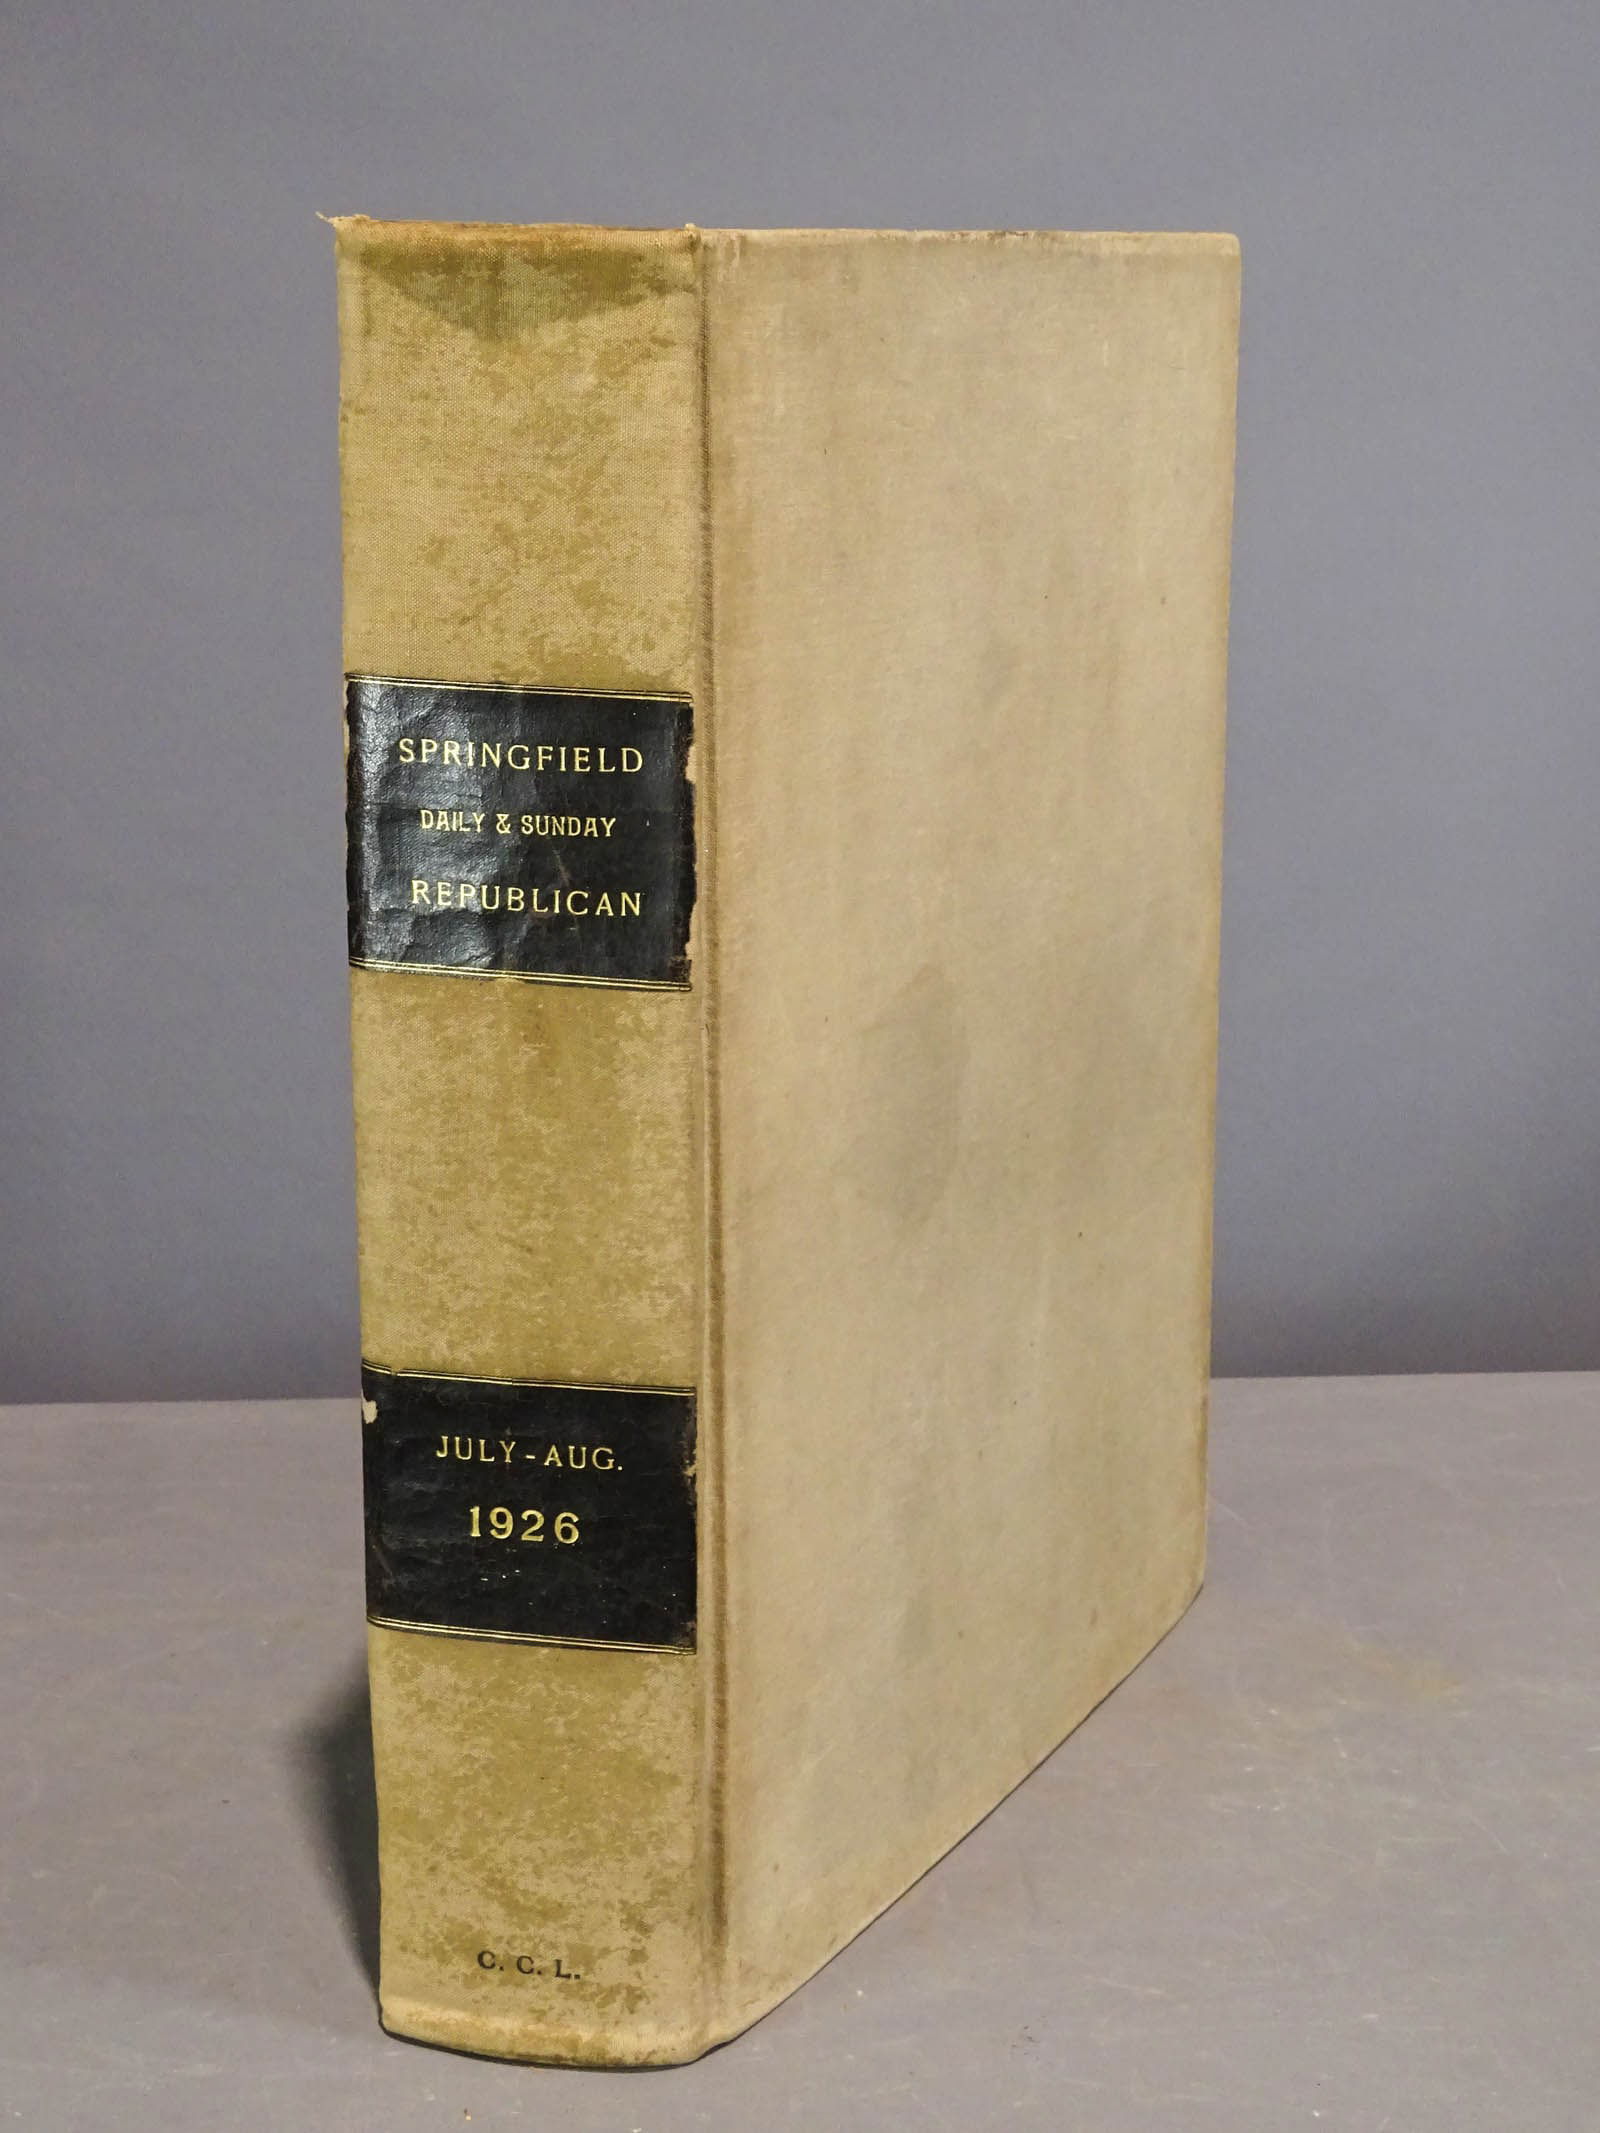 SPRINGFIELD
DAILY & SUNDAY
REPUBLICAN
JULY - AUG.
1926
C. C. L.